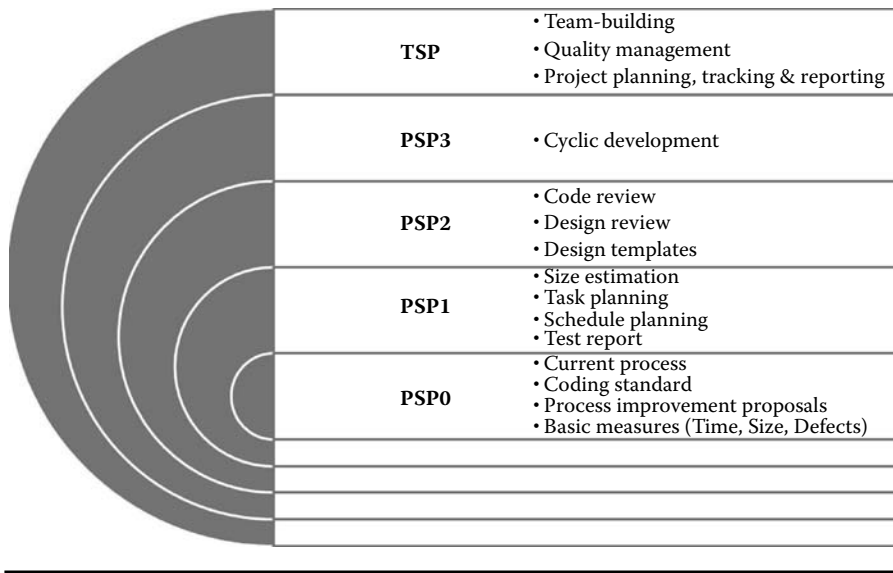 TSP
• Team-building
• Quality management
• Project planning, tracking & reporting
PSP3
• Cyclic development
PSP2
• Code review
• Design review
• Design templates
PSP1
• Size estimation
• Task planning
• Schedule planning
• Test report
PSP0
• Current process
• Coding standard
• Process improvement proposals
• Basic measures (Time, Size, Defects)